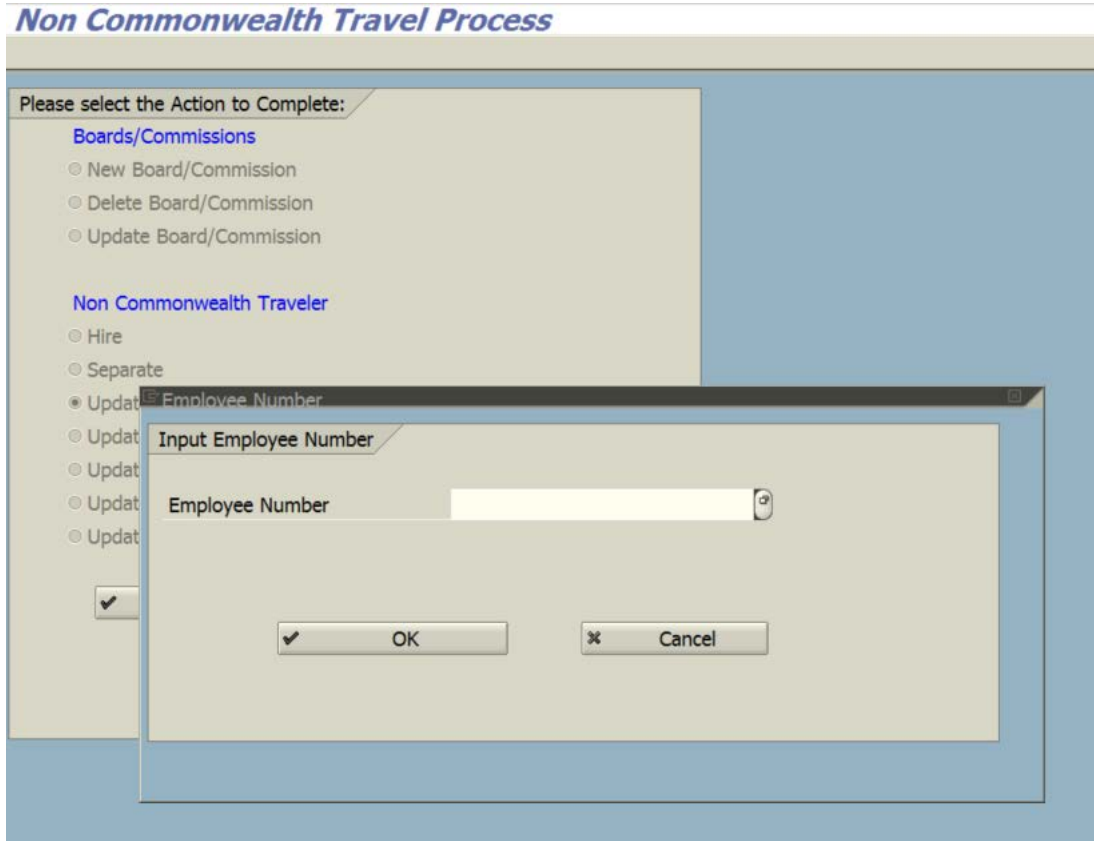 Non Commonwealth Travel Process
Please select the Action to Complete:
Boards/Commissions
New Board/Commission
Delete Board/Commission
Update Board/Commission
Non Commonwealth Traveler
Hire
Separate
Updat
Employee Number
Updat
Input Employee Number
Updat
Updat
Employee Number
Updat
OK
Cancel